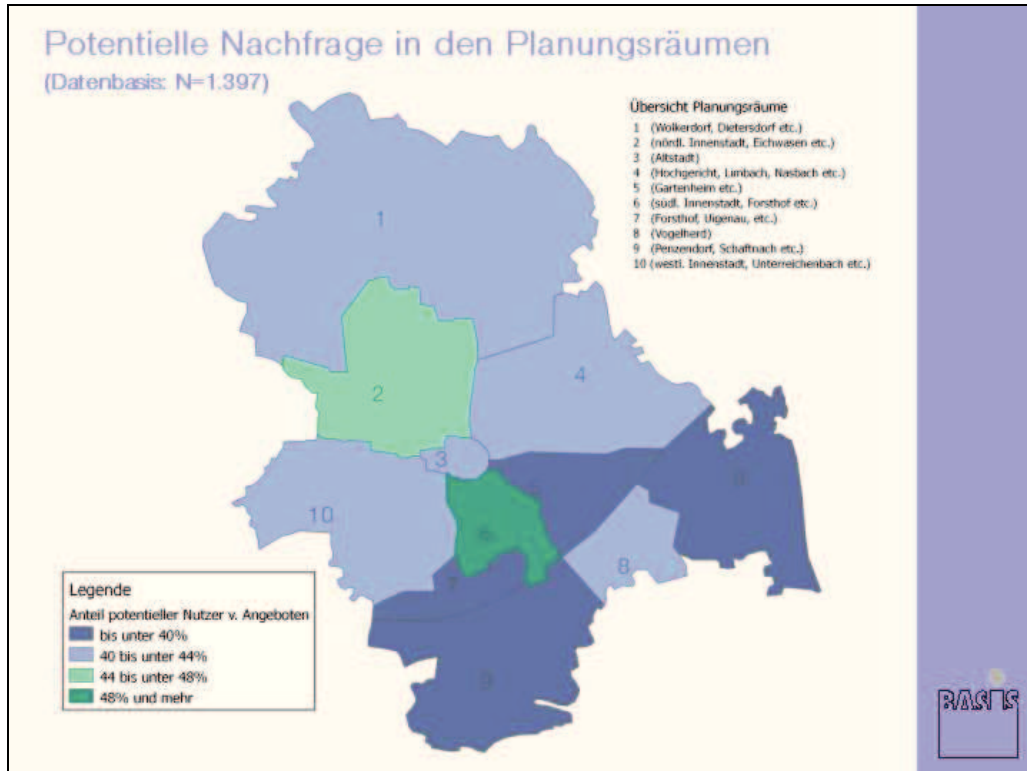 Potentielle Nachfrage in den Planungsräumen
(Datenbasis: N=1.397)
Übersicht Planungsräume
1 (Wolkerdorf, Dietersdorf etc.)
2 (nördl. Innenstadt, Eichwasen etc.)
3 (Altstadt)
4 (Hochgericht, Limbach, Nasbach etc.)
5 (Gartenheim etc.)
6 (südl. Innenstadt, Forsthof etc.)
7 (Forsthof, Uigenau, etc.)
8 (Vogelherd)
9 (Penzendorf, Schaftnach etc.)
10 (westl. Innenstadt, Unterreichenbach etc.)
1
4
2
3
9
5
10
6
8
7
9
Legende
Anteil potentieller Nutzer v. Angeboten
bis unter 40%
40 bis unter 44%
44 bis unter 48%
48% und mehr
BASIS